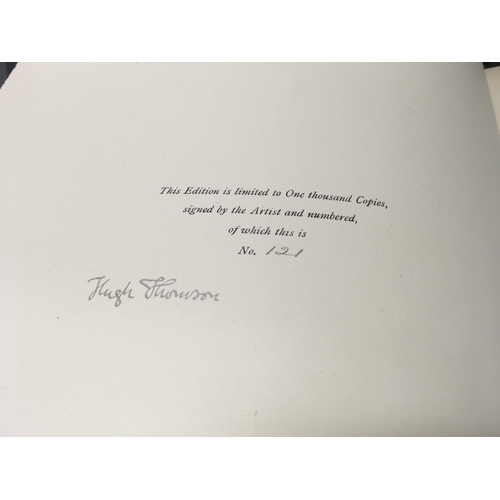 This Edition is limited to One thousand Copies,
signed by the Artist and numbered,
of which this is
No. 121
Hugh Thomson